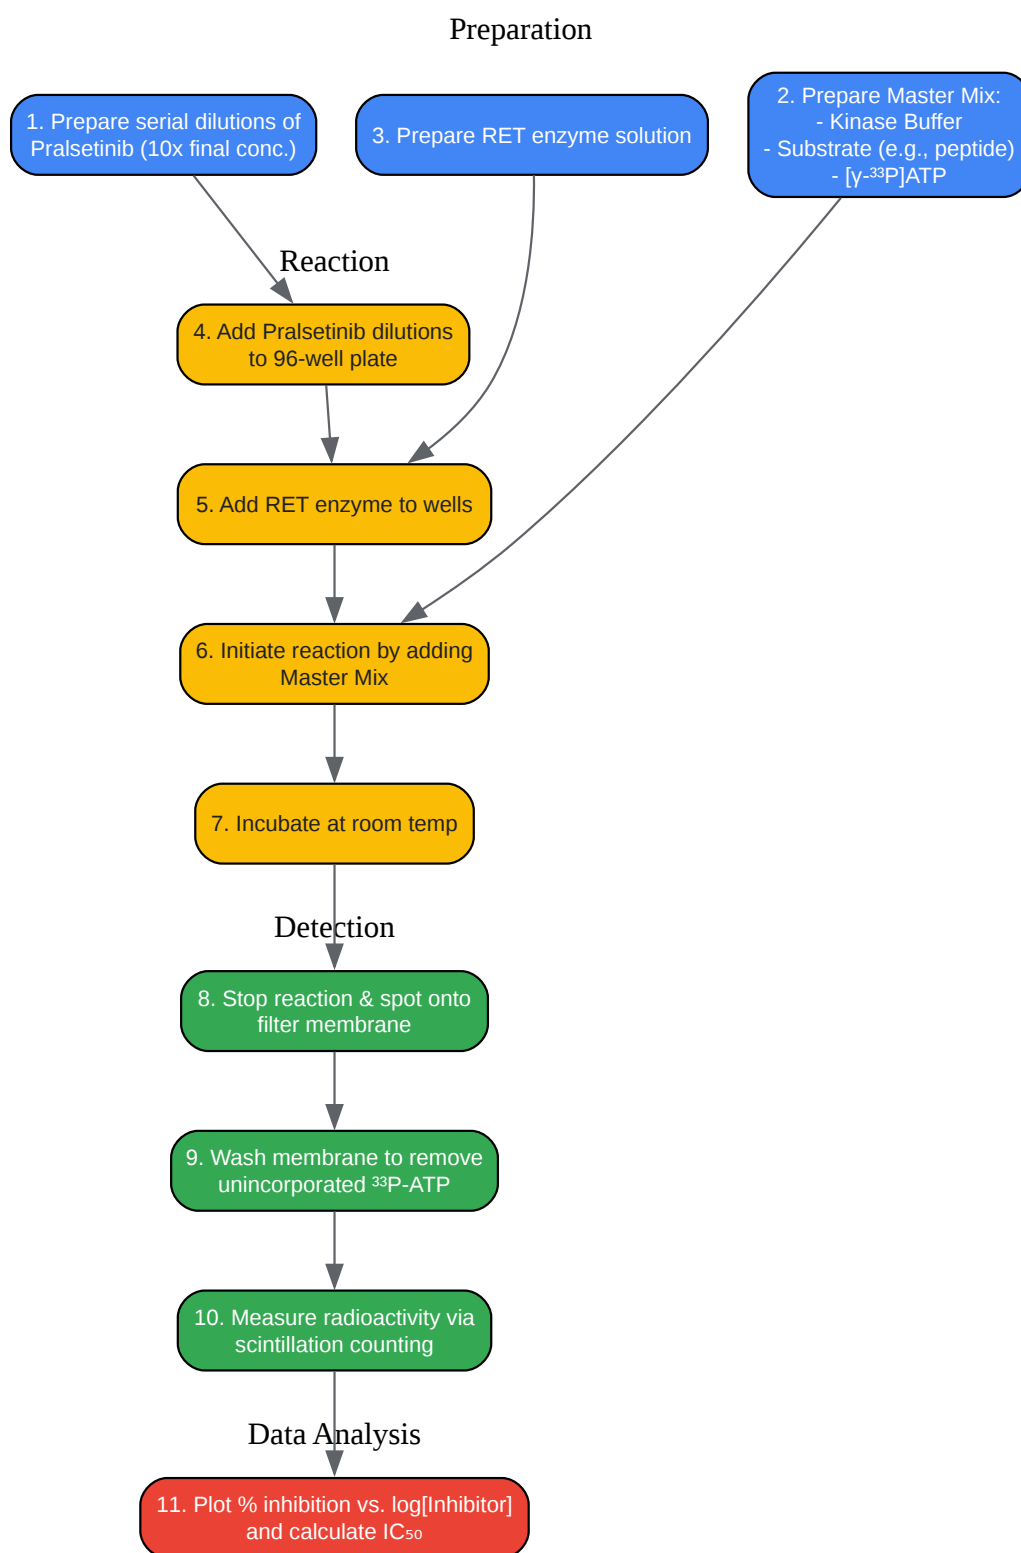 Preparation
1. Prepare serial dilutions of
Pralsetinib (10x final conc.)
3. Prepare RET enzyme solution
2. Prepare Master Mix:
- Kinase Buffer
- Substrate (e.g., peptide)
- [γ-³³P]ATP
Reaction
4. Add Pralsetinib dilutions
to 96-well plate
5. Add RET enzyme to wells
6. Initiate reaction by adding
Master Mix
7. Incubate at room temp
Detection
8. Stop reaction & spot onto
filter membrane
9. Wash membrane to remove
unincorporated ³³P-ATP
10. Measure radioactivity via
scintillation counting
Data Analysis
11. Plot % inhibition vs. log[Inhibitor]
and calculate IC₅₀